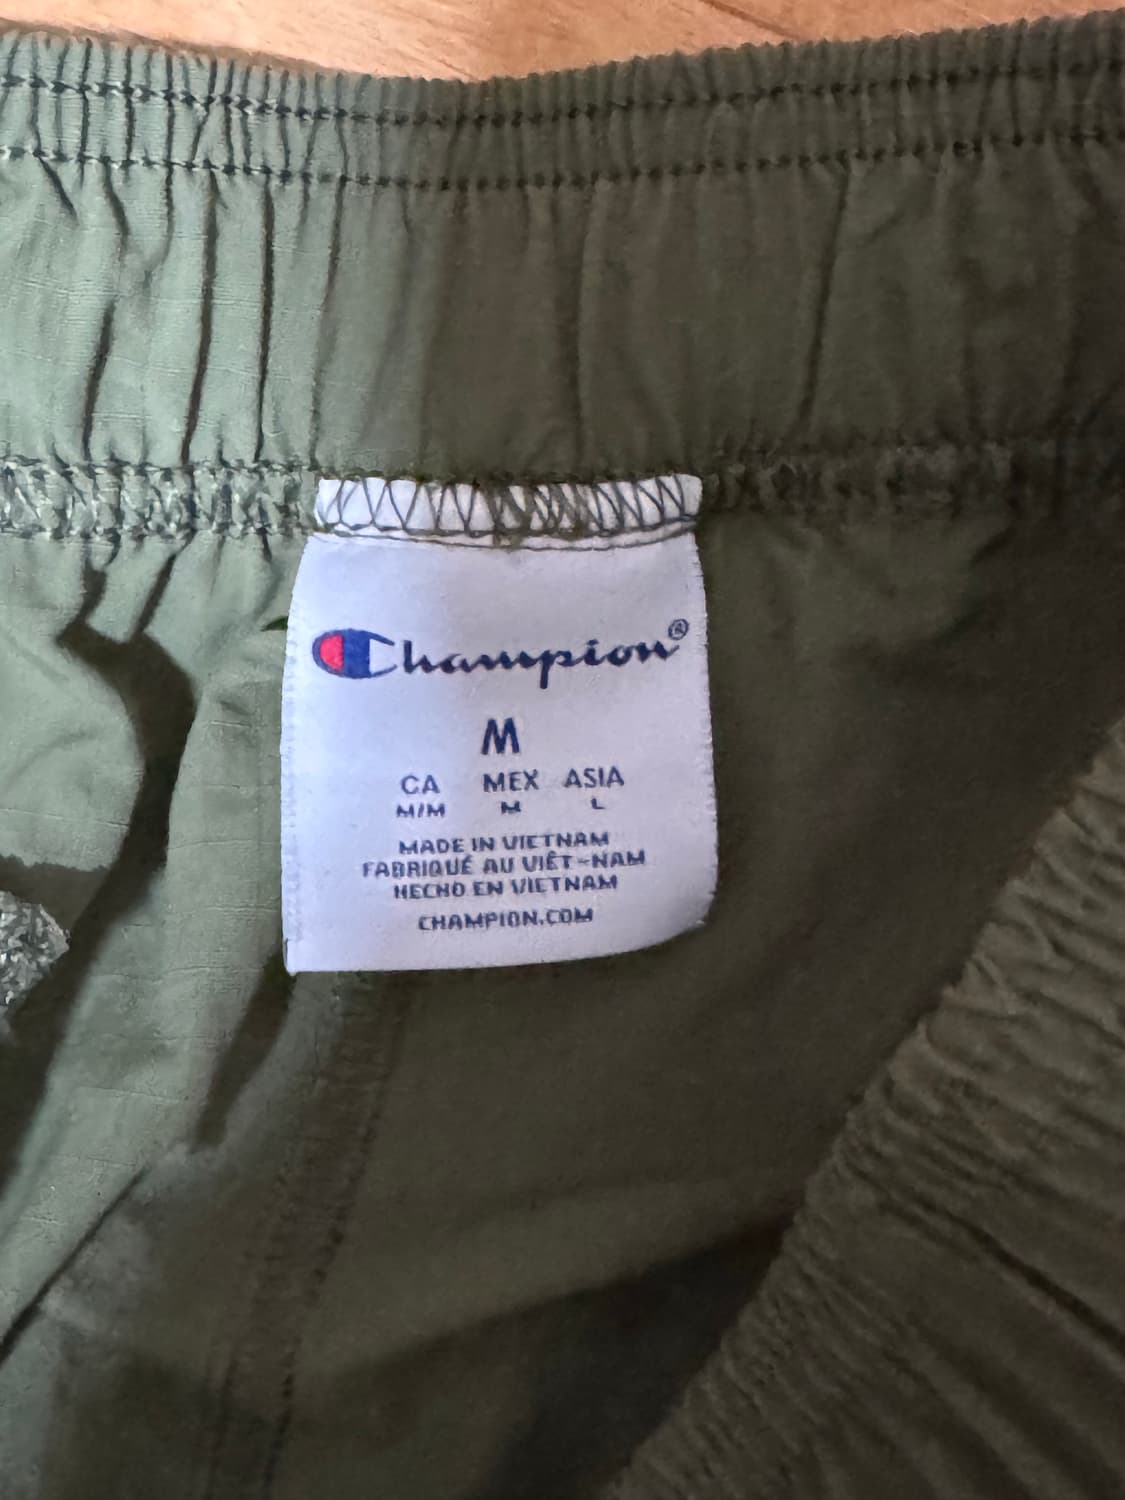 Champion®
M
CA MEX ASIA
M/M M L
MADE IN VIETNAM
FABRIQUÉ AU VIÊT-NAM
HECHO EN VIETNAM
CHAMPION.COM